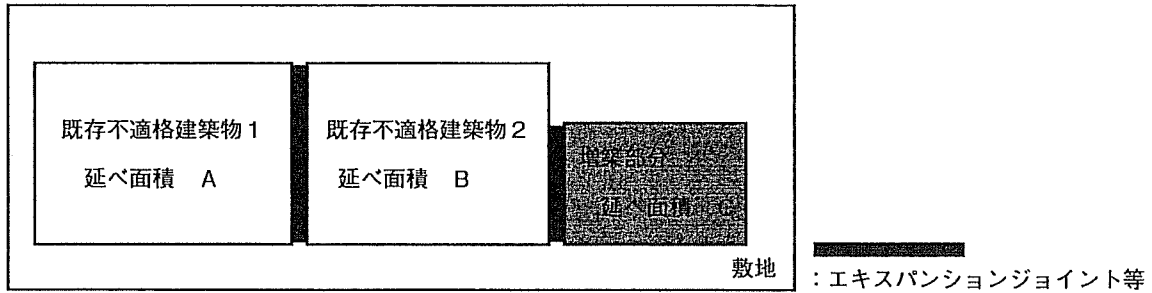 既存不適格建築物1
延べ面積 A
既存不適格建築物2
延べ面積 B
増築部分
延べ面積 C
敷地
:エキスパンションジョイント等